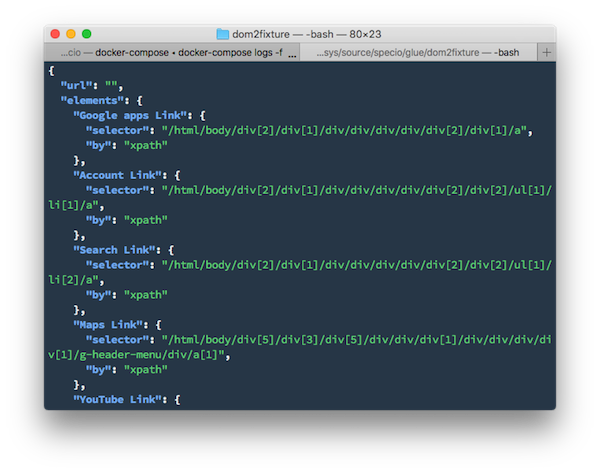 dom2fixture — -bash — 80×23
...cio — docker-compose • docker-compose logs -f ...
...sys/source/specio/glue/dom2fixture — -bash
+
{
"url": "",
"elements": {
"Google apps Link": {
"selector": "/html/body/div[2]/div[1]/div/div/div/div/div[2]/div[1]/a",
"by": "xpath"
},
"Account Link": {
"selector": "/html/body/div[2]/div[1]/div/div/div/div/div[2]/div[2]/ul[1]/
li[1]/a",
"by": "xpath"
},
"Search Link": {
"selector": "/html/body/div[2]/div[1]/div/div/div/div/div[2]/div[2]/ul[1]/
li[2]/a",
"by": "xpath"
},
"Maps Link": {
"selector": "/html/body/div[5]/div[3]/div[5]/div/div/div[1]/div/div/div/di
v[1]/g-header-menu/div/a[1]",
"by": "xpath"
},
"YouTube Link": {